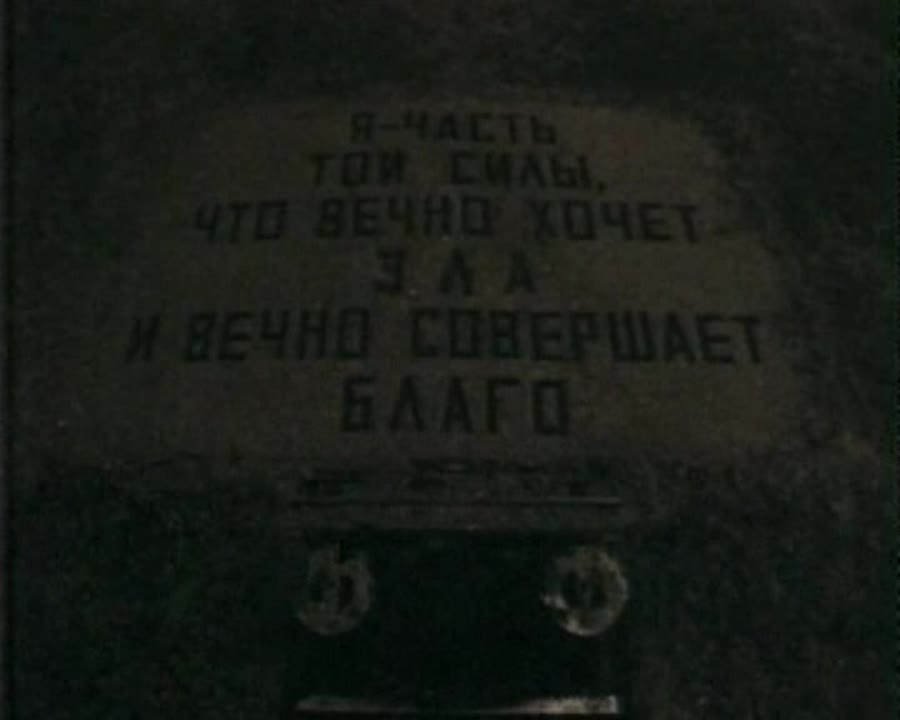 Я-ЧАСТЬ
ТОЙ СИЛЫ,
ЧТО ВЕЧНО ХОЧЕТ
ЗЛА
И ВЕЧНО СОВЕРШАЕТ
БЛАГО